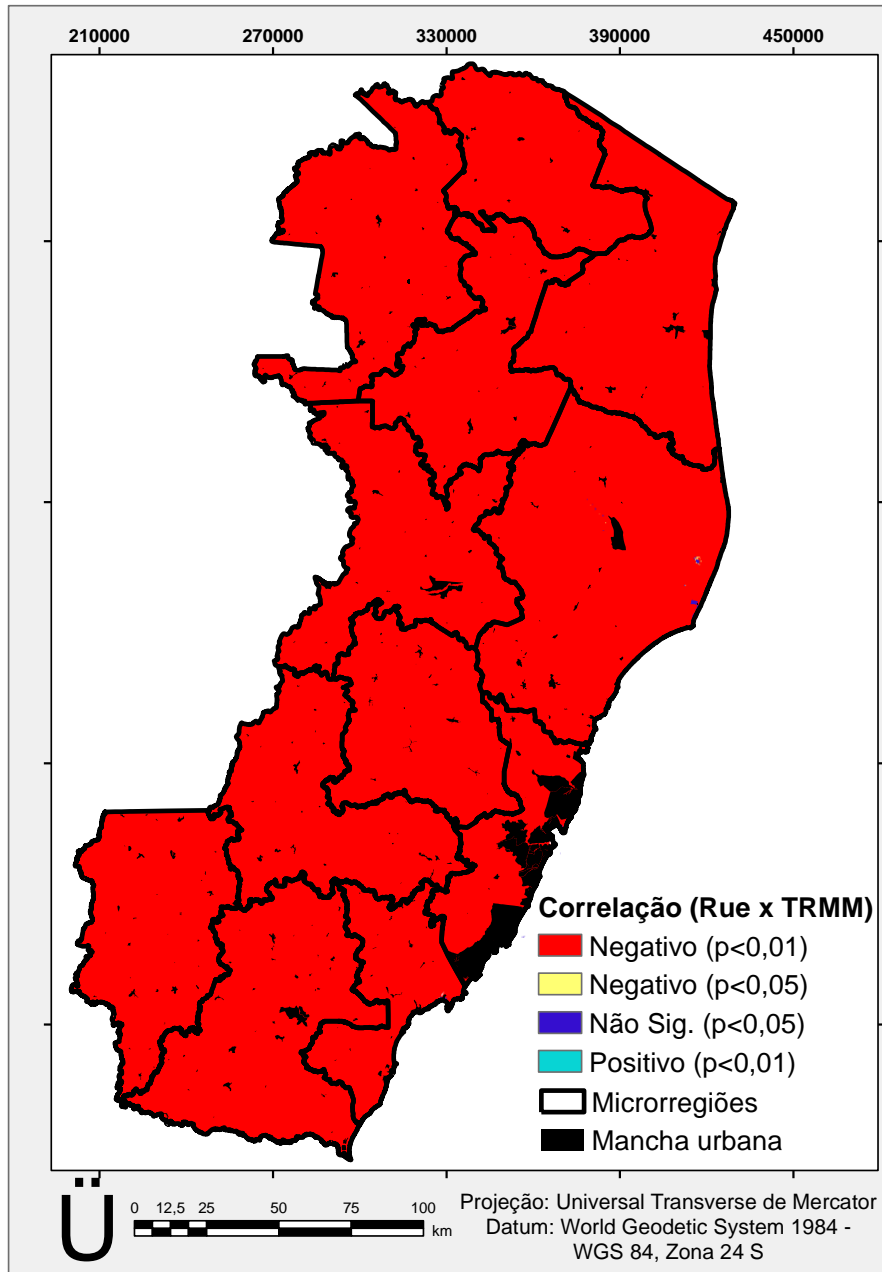 210000 270000 330000 390000 450000
Correlação (Rue x TRMM)
Negativo (p<0,01)
Negativo (p<0,05)
Não Sig. (p<0,05)
Positivo (p<0,01)
Microrregiões
Mancha urbana
Ü
0 12,5 25 50 75 100
km
Projeção: Universal Transverse de Mercator
Datum: World Geodetic System 1984 -
WGS 84, Zona 24 S